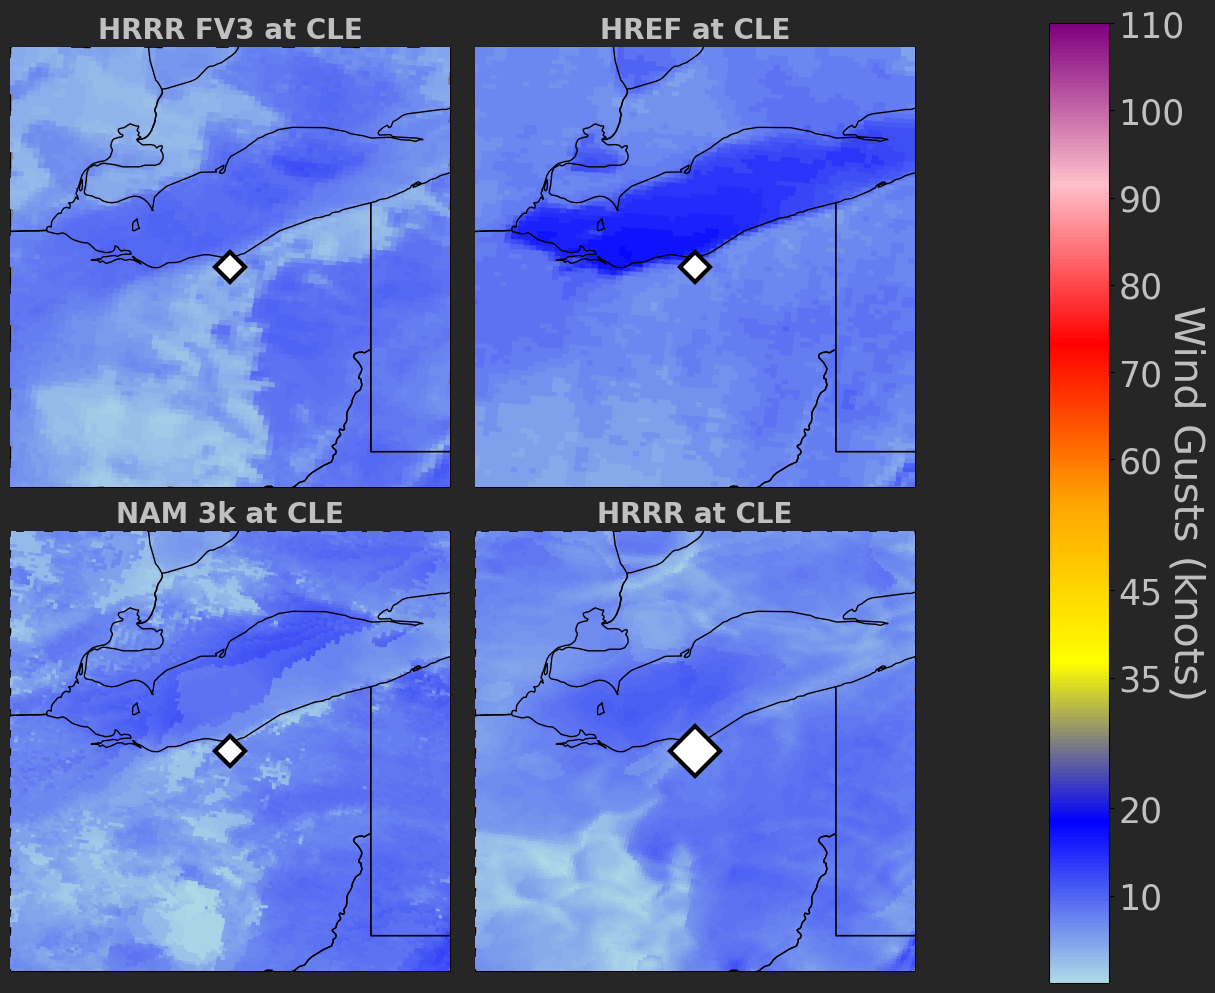 HRRR FV3 at CLE
HREF at CLE
NAM 3k at CLE
HRRR at CLE
110
100
90
80
70
60
45
35
20
10
Wind Gusts (knots)